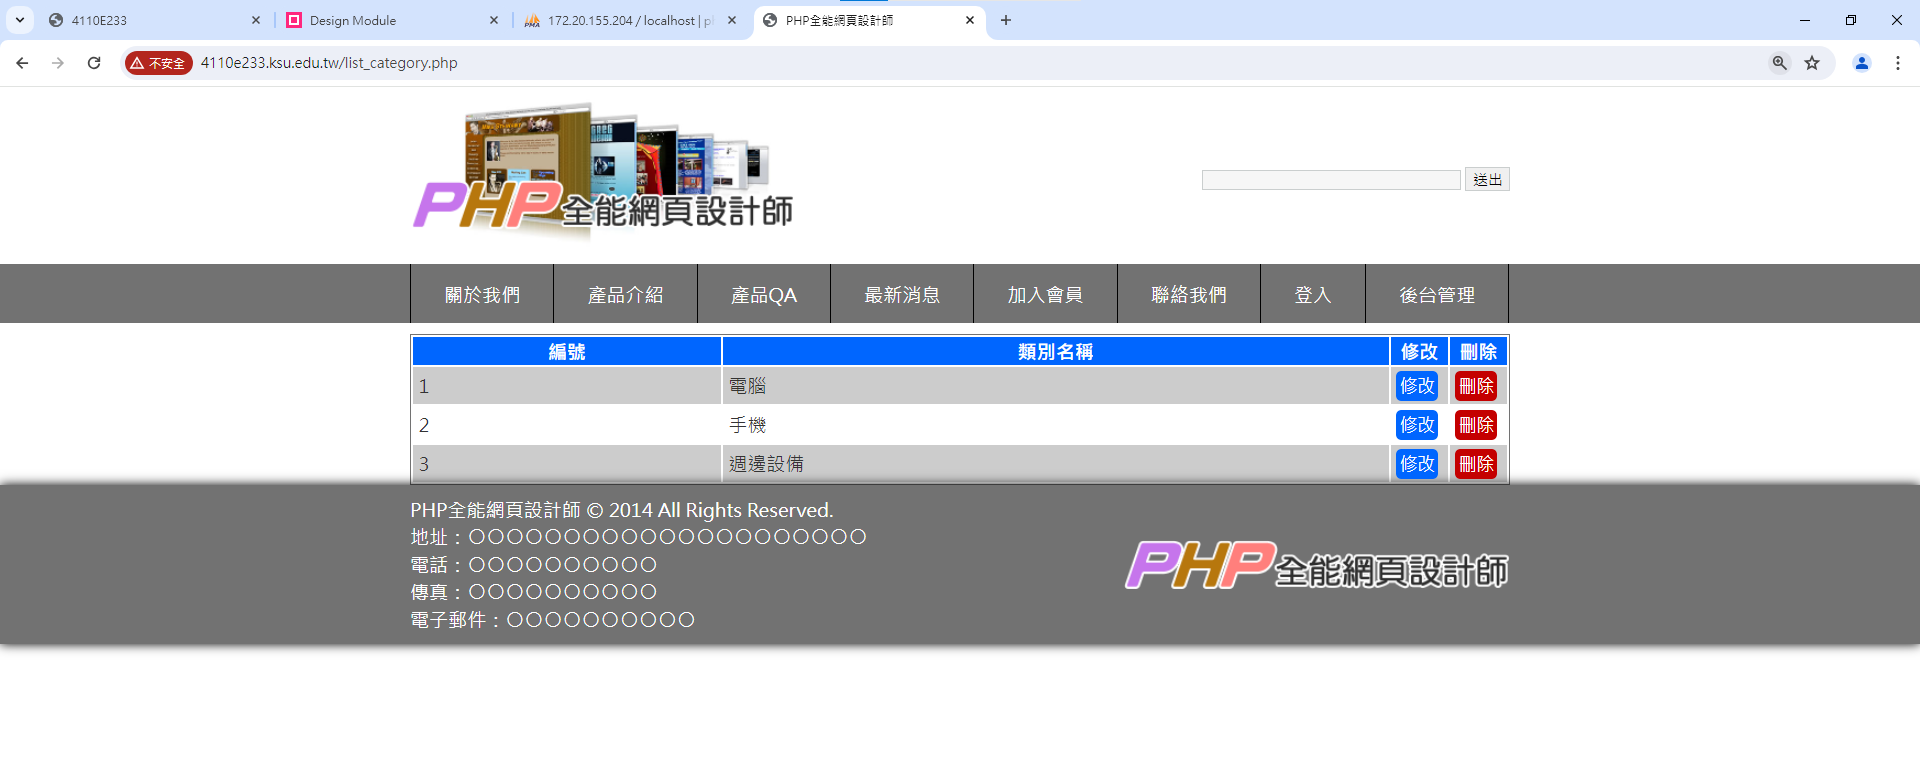 4110E233
Design Module
172.20.155.204 / localhost | pl
PHP全能網頁設計師
不安全
4110e233.ksu.edu.tw/list_category.php
PHP全能網頁設計師
送出
關於我們
產品介紹
產品QA
最新消息
加入會員
聯絡我們
登入
後台管理
編號 類別名稱 修改 刪除
1 電腦 修改 刪除
2 手機 修改 刪除
3 週邊設備 修改 刪除
PHP全能網頁設計師 © 2014 All Rights Reserved.
地址：〇〇〇〇〇〇〇〇〇〇〇〇〇〇〇〇〇〇〇〇〇
電話：〇〇〇〇〇〇〇〇〇〇
傳真：〇〇〇〇〇〇〇〇〇〇
電子郵件：〇〇〇〇〇〇〇〇〇〇
PHP全能網頁設計師